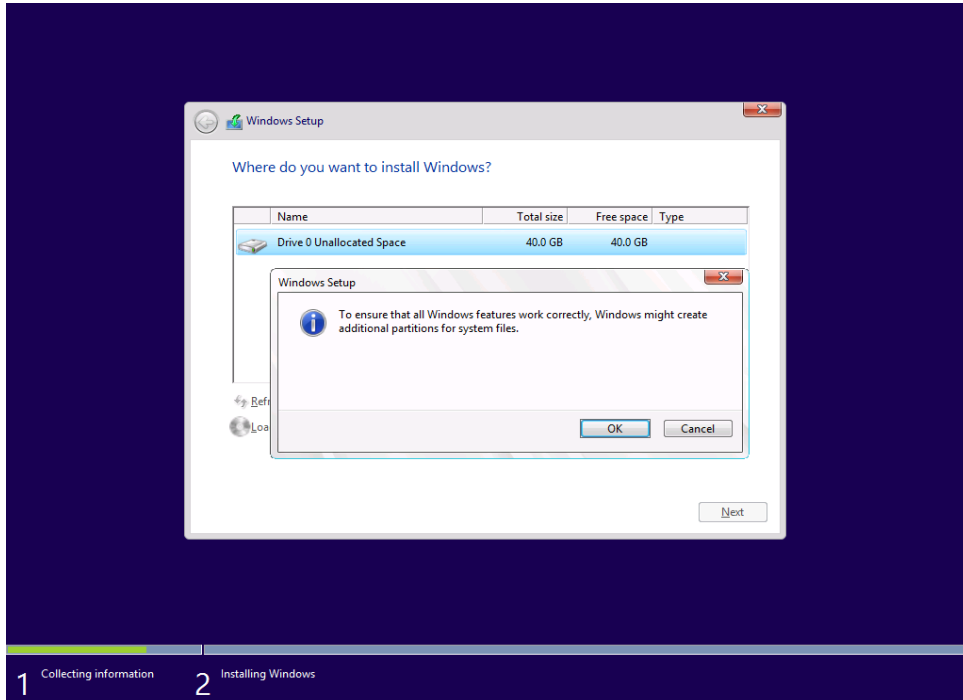 Windows Setup
Where do you want to install Windows?
Name Total size Free space Type
Drive 0 Unallocated Space 40.0 GB 40.0 GB
Windows Setup
To ensure that all Windows features work correctly, Windows might create
additional partitions for system files.
Refr
Loa
OK Cancel
Next
1 Collecting information 2 Installing Windows